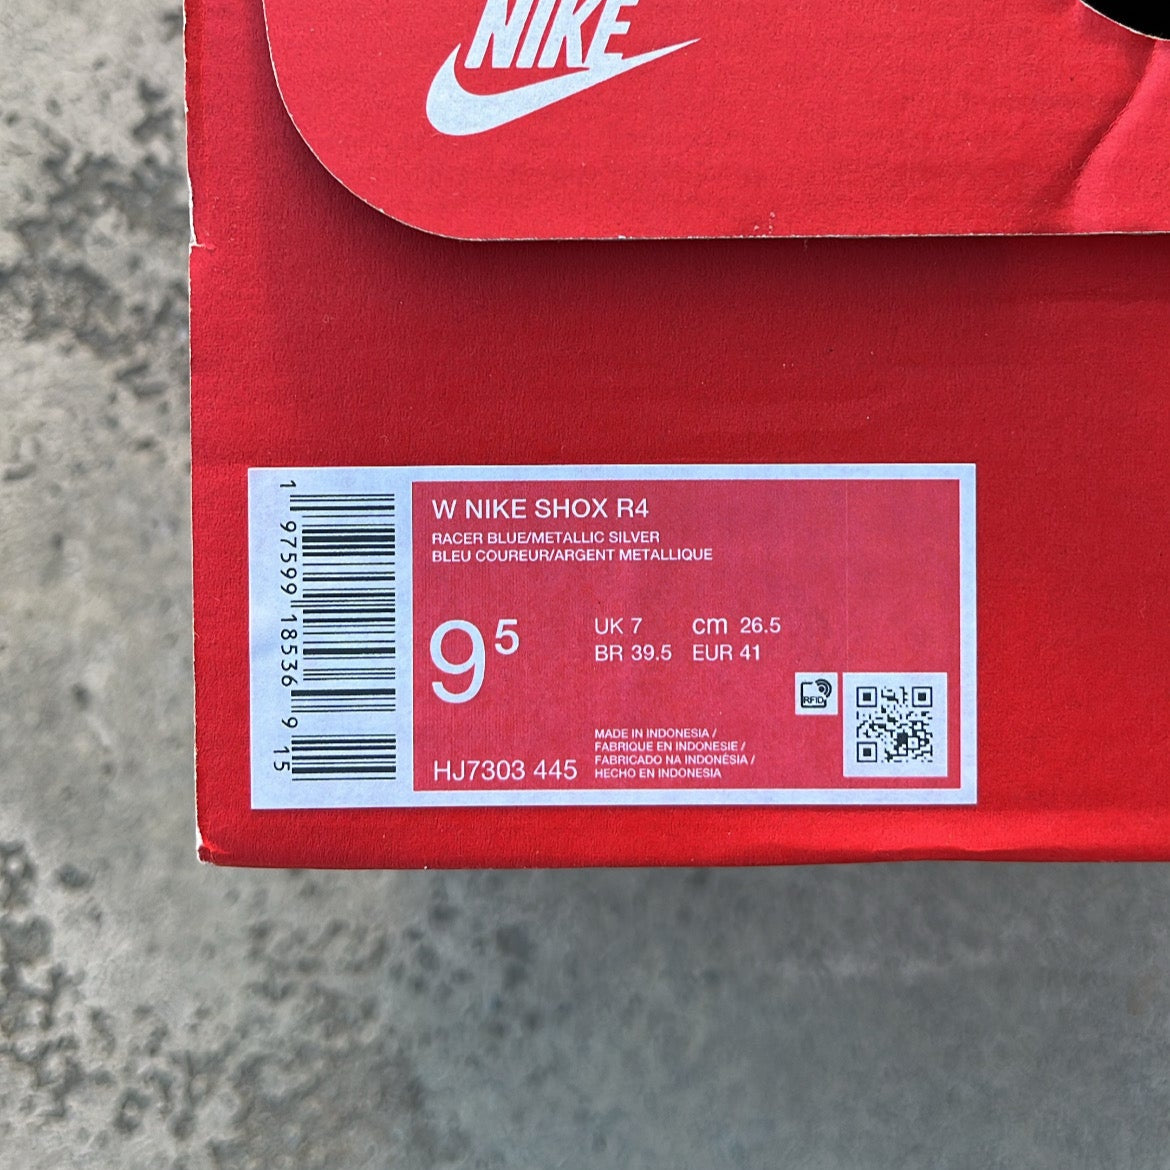 NIKE
W NIKE SHOX R4
RACER BLUE/METALLIC SILVER
BLEU COUREUR/ARGENT METALLIQUE
9 5
UK 7 cm 26.5
BR 39.5 EUR 41
RFID
MADE IN INDONESIA /
FABRIQUE EN INDONESIE /
FABRICADO NA INDONÉSIA /
HECHO EN INDONESIA
HJ7303 445
1 97599 18536 9 15